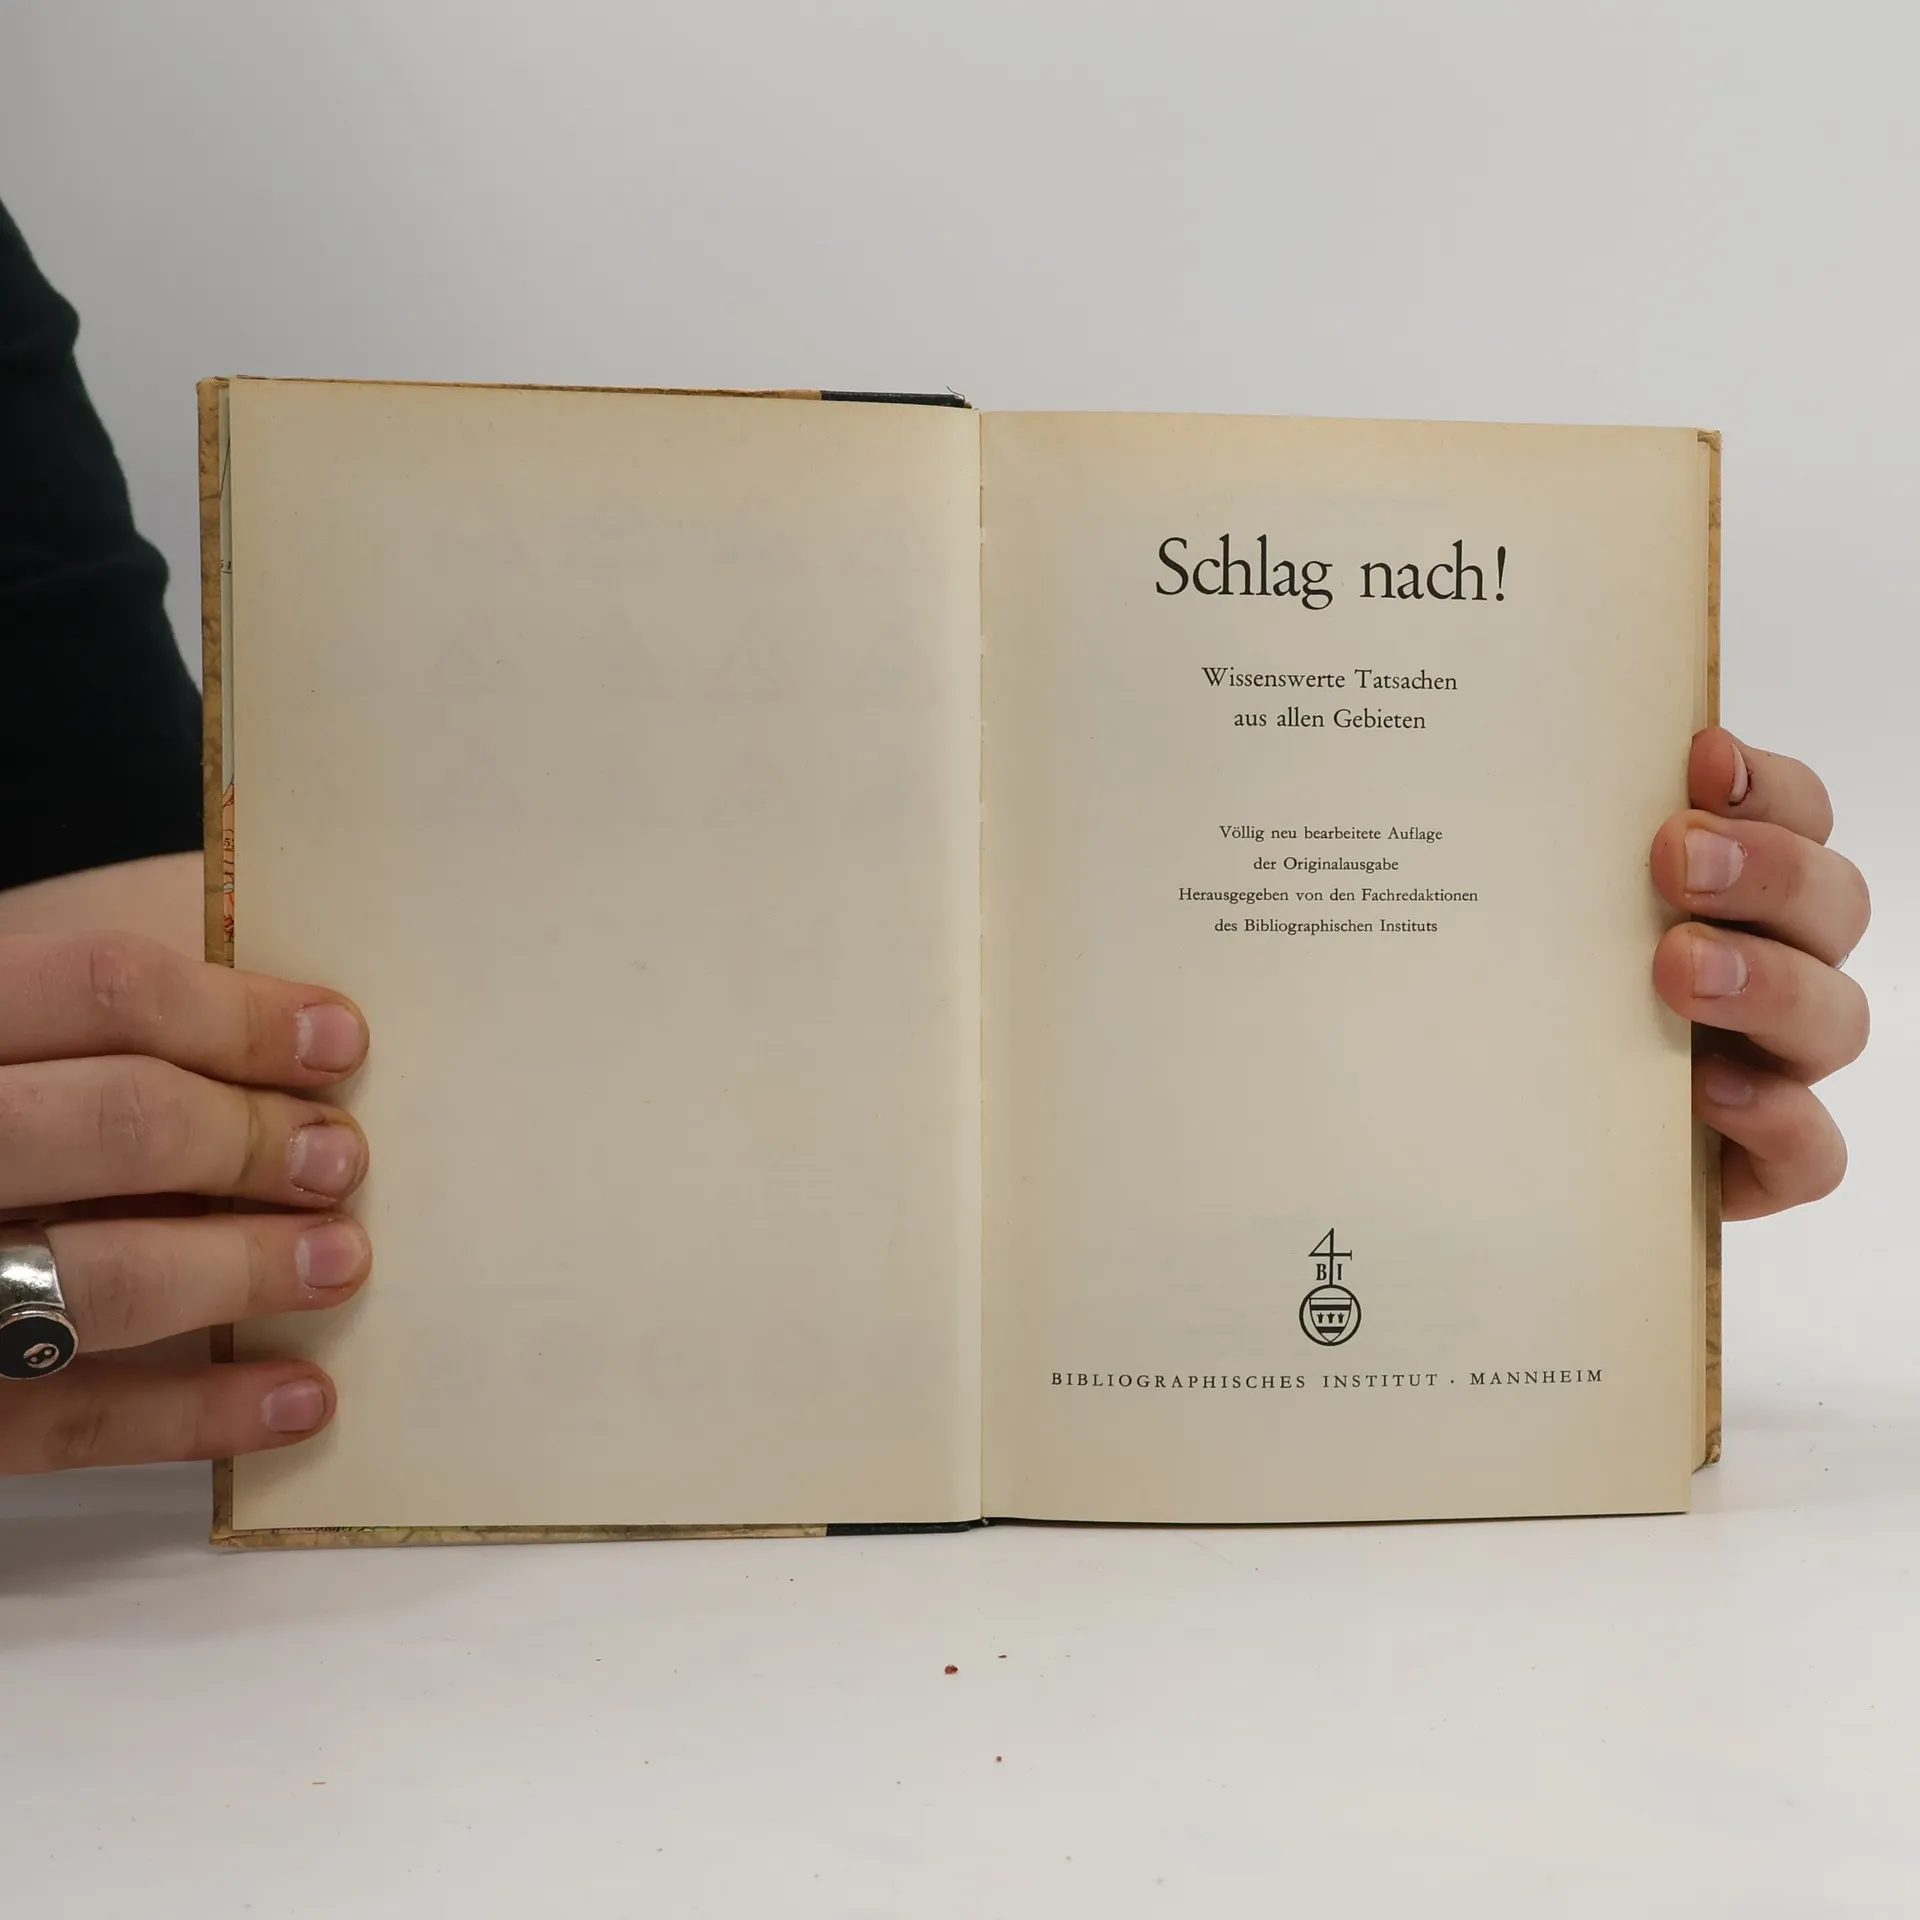 Schlag nach!
Wissenswerte Tatsachen
aus allen Gebieten
Völlig neu bearbeitete Auflage
der Originalausgabe
Herausgegeben von den Fachredaktionen
des Bibliographischen Instituts
B I
BIBLIOGRAPHISCHES INSTITUT · MANNHEIM